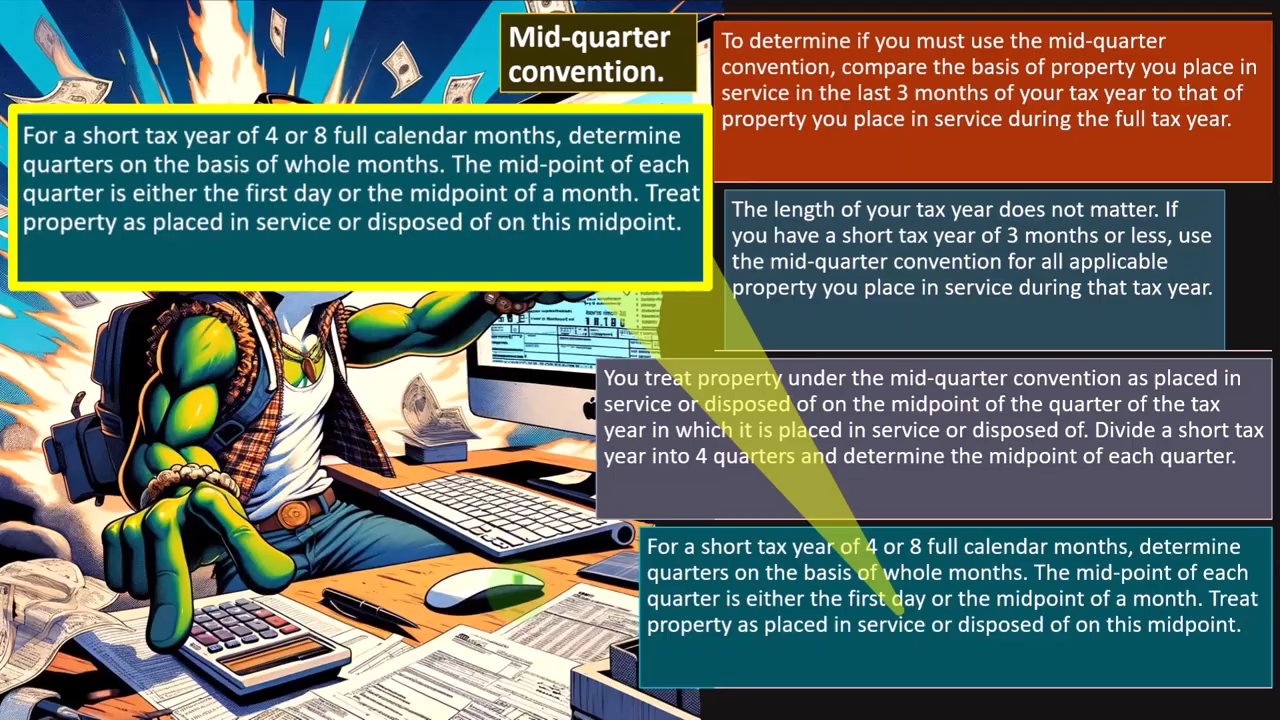 Mid-quarter
convention.
For a short tax year of 4 or 8 full calendar months, determine
quarters on the basis of whole months. The mid-point of each
quarter is either the first day or the midpoint of a month. Treat
property as placed in service or disposed of on this midpoint.
To determine if you must use the mid-quarter
convention, compare the basis of property you place in
service in the last 3 months of your tax year to that of
property you place in service during the full tax year.
The length of your tax year does not matter. If
you have a short tax year of 3 months or less, use
the mid-quarter convention for all applicable
property you place in service during that tax year.
You treat property under the mid-quarter convention as placed in
service or disposed of on the midpoint of the quarter of the tax
year in which it is placed in service or disposed of. Divide a short tax
year into 4 quarters and determine the midpoint of each quarter.
For a short tax year of 4 or 8 full calendar months, determine
quarters on the basis of whole months. The mid-point of each
quarter is either the first day or the midpoint of a month. Treat
property as placed in service or disposed of on this midpoint.